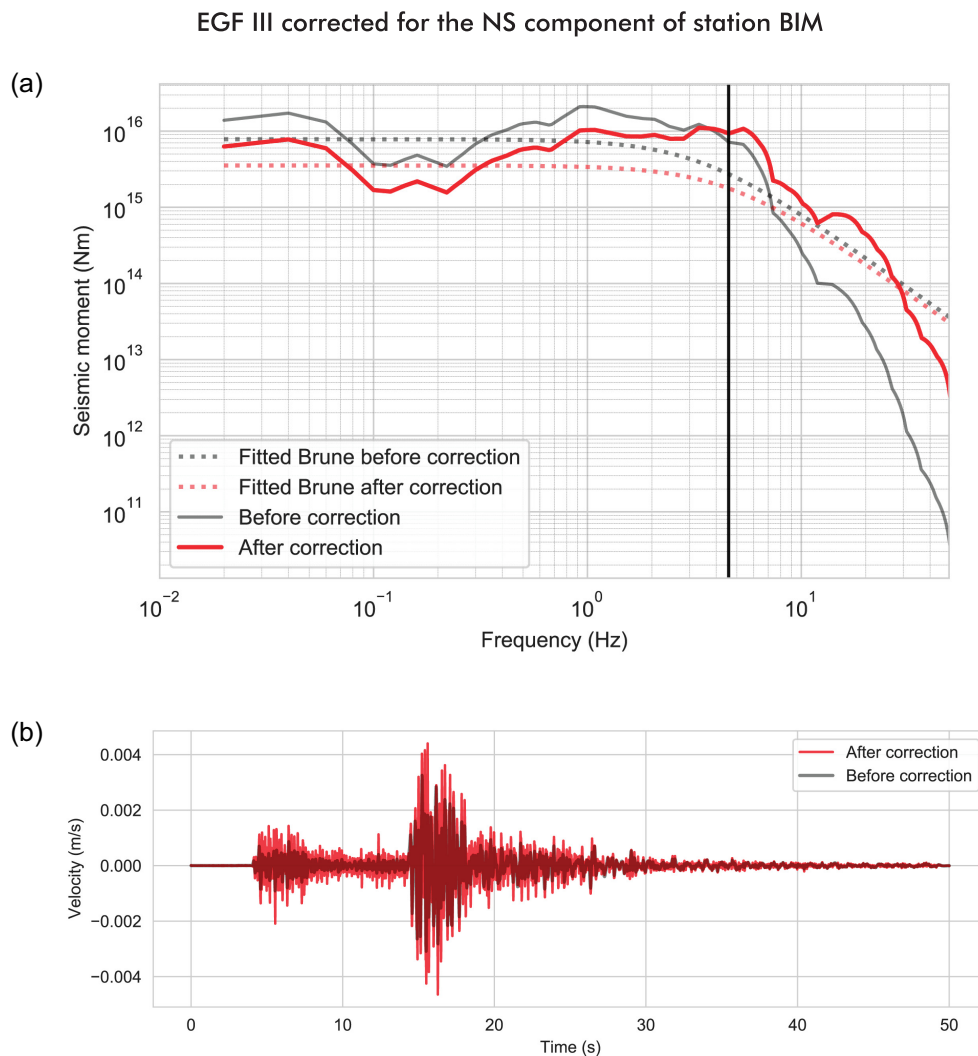 EGF III corrected for the NS component of station BIM
(a)
10^16
10^15
10^14
10^13
10^12
10^11
Seismic moment (Nm)
Fitted Brune before correction
Fitted Brune after correction
Before correction
After correction
10^−2
10^−1
10^0
10^1
Frequency (Hz)
(b)
0.004
0.002
0.000
−0.002
−0.004
Velocity (m/s)
After correction
Before correction
0
10
20
30
40
50
Time (s)